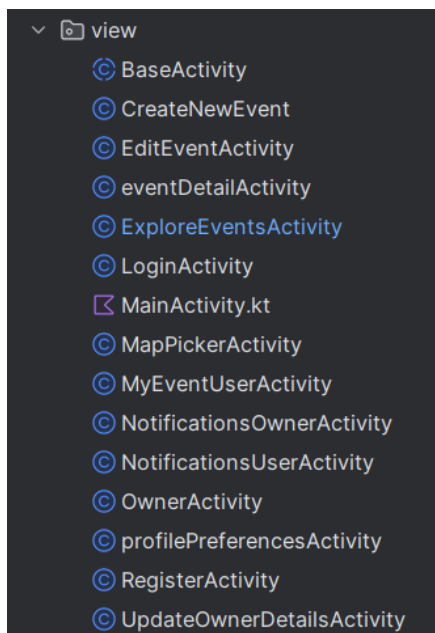 view
BaseActivity
CreateNewEvent
EditEventActivity
eventDetailActivity
ExploreEventsActivity
LoginActivity
MainActivity.kt
MapPickerActivity
MyEventUserActivity
NotificationsOwnerActivity
NotificationsUserActivity
OwnerActivity
profilePreferencesActivity
RegisterActivity
UpdateOwnerDetailsActivity